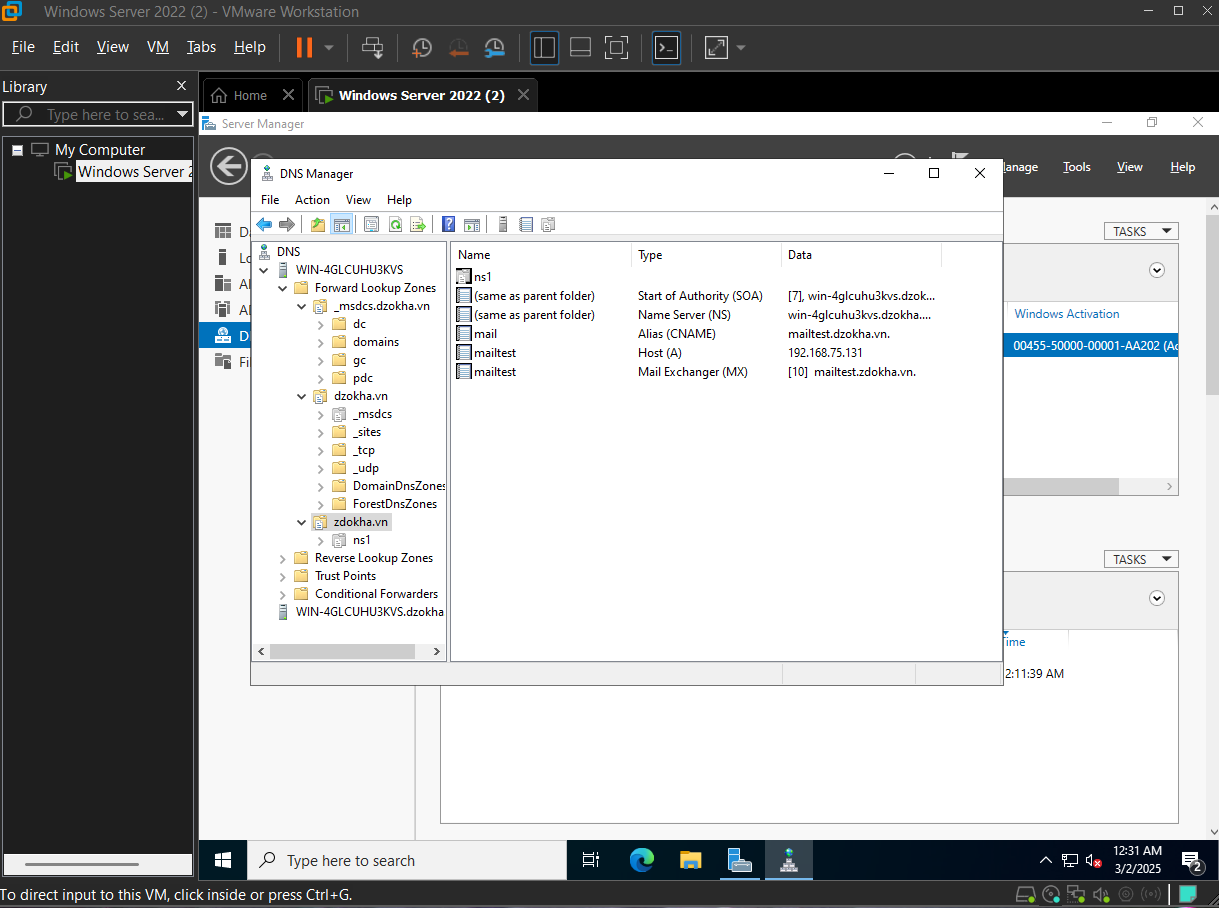 Windows Server 2022 (2) - VMware Workstation
File Edit View VM Tabs Help
Library
Home
Windows Server 2022 (2)
Type here to sea...
My Computer
Windows Server 2
Server Manager
anage Tools View Help
DNS Manager
File Action View Help
TASKS
Windows Activation
00455-50000-00001-AA202 (Ac
DNS
WIN-4GLCUHU3KVS
Forward Lookup Zones
_msdcs.dzokha.vn
dc
domains
gc
pdc
dzokha.vn
_msdcs
_sites
_tcp
_udp
DomainDnsZones
ForestDnsZones
zdokha.vn
ns1
Reverse Lookup Zones
Trust Points
Conditional Forwarders
WIN-4GLCUHU3KVS.dzokha
Name Type Data
ns1
(same as parent folder) Start of Authority (SOA) [7], win-4glcuhu3kvs.dzok...
(same as parent folder) Name Server (NS) win-4glcuhu3kvs.dzokha....
mail Alias (CNAME) mailtest.dzokha.vn.
mailtest Host (A) 192.168.75.131
mailtest Mail Exchanger (MX) [10] mailtest.zdokha.vn.
TASKS
ime
2:11:39 AM
Type here to search
12:31 AM
3/2/2025
2
To direct input to this VM, click inside or press Ctrl+G.